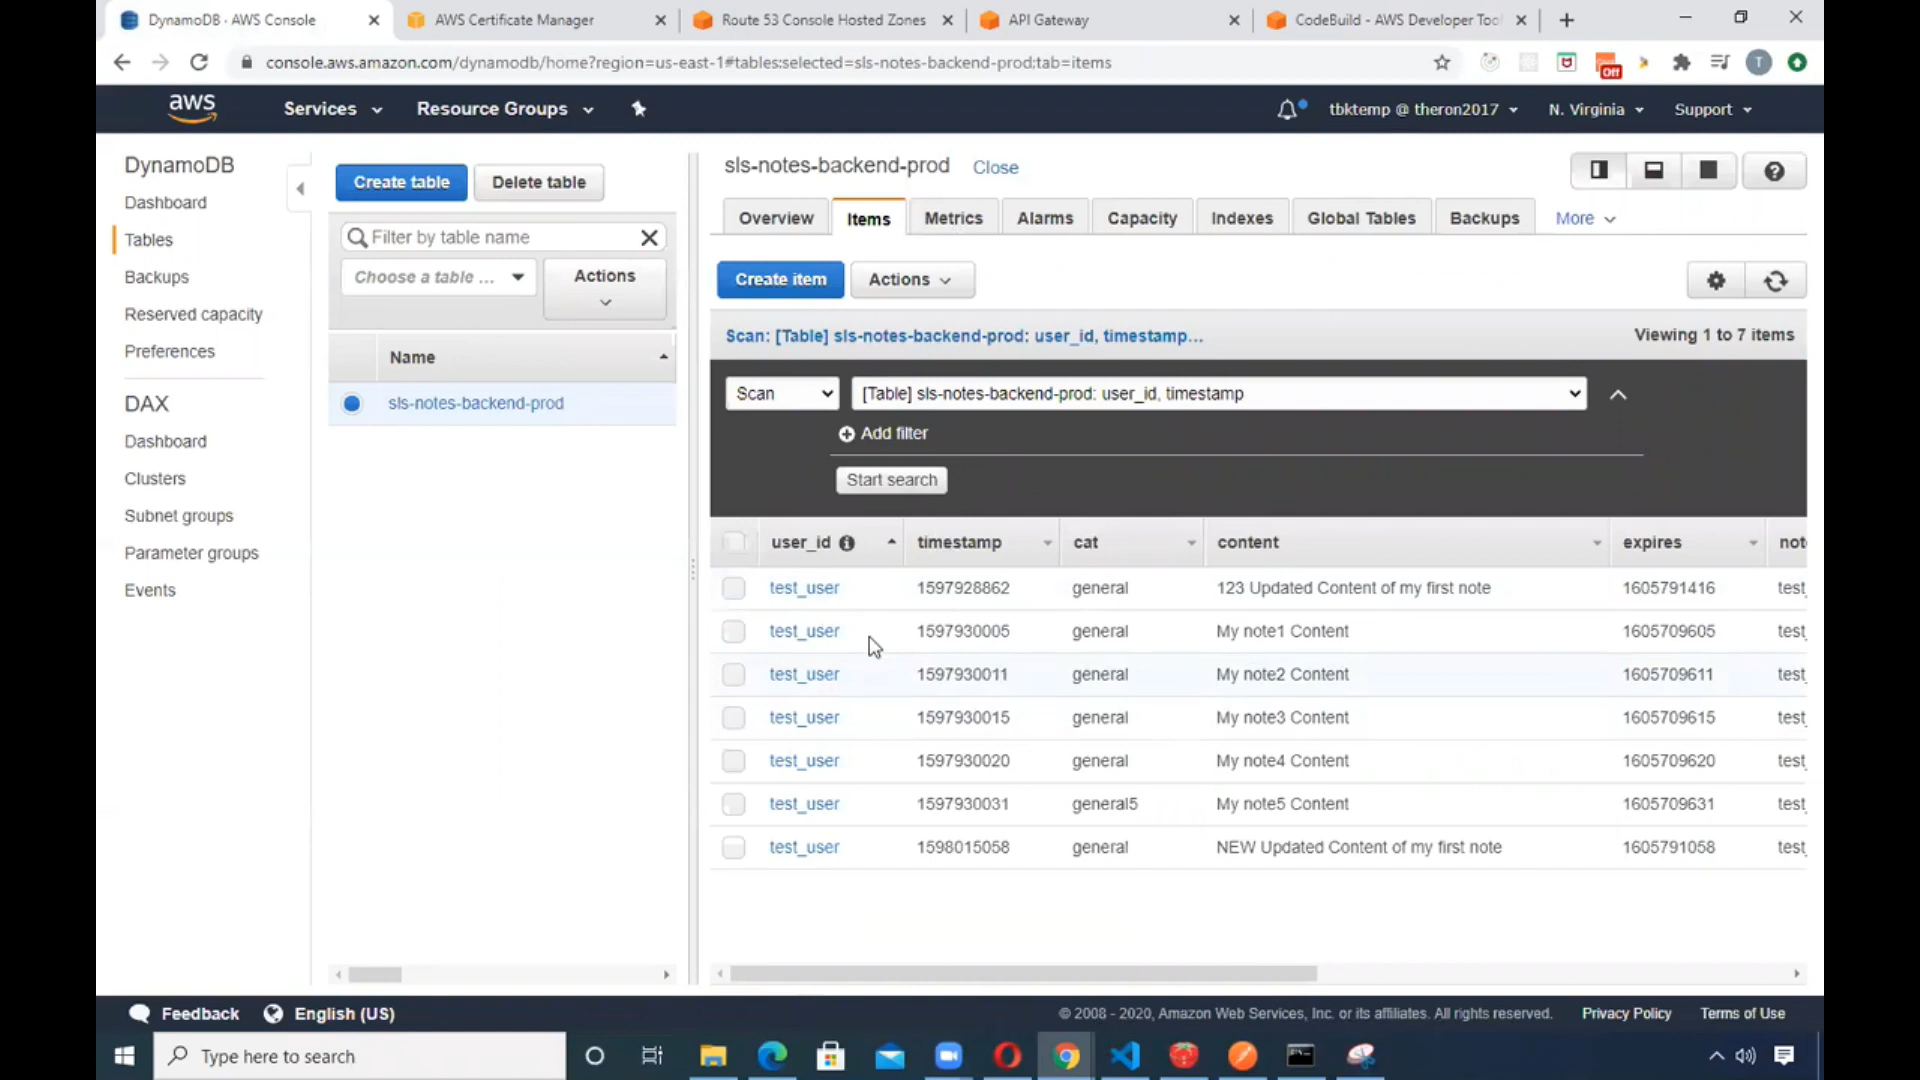 DynamoDB · AWS Console
AWS Certificate Manager
Route 53 Console Hosted Zones
API Gateway
CodeBuild - AWS Developer Tool
console.aws.amazon.com/dynamodb/home?region=us-east-1#tables:selected=sls-notes-backend-prod;tab=items
Off
T
aws
Services
Resource Groups
tbktemp @ theron2017
N. Virginia
Support
DynamoDB
Dashboard
Tables
Backups
Reserved capacity
Preferences
DAX
Dashboard
Clusters
Subnet groups
Parameter groups
Events
Create table
Delete table
Filter by table name
Choose a table ...
Actions
Name
sls-notes-backend-prod
sls-notes-backend-prod Close
Overview Items Metrics Alarms Capacity Indexes Global Tables Backups More
Create item Actions
Scan: [Table] sls-notes-backend-prod: user_id, timestamp...
Viewing 1 to 7 items
Scan [Table] sls-notes-backend-prod: user_id, timestamp
Add filter
Start search
user_id timestamp cat content expires not
test_user 1597928862 general 123 Updated Content of my first note 1605791416 test_
test_user 1597930005 general My note1 Content 1605709605 test_
test_user 1597930011 general My note2 Content 1605709611 test_
test_user 1597930015 general My note3 Content 1605709615 test_
test_user 1597930020 general My note4 Content 1605709620 test_
test_user 1597930031 general5 My note5 Content 1605709631 test_
test_user 1598015058 general NEW Updated Content of my first note 1605791058 test_
Feedback English (US)
© 2008 - 2020, Amazon Web Services, Inc. or its affiliates. All rights reserved. Privacy Policy Terms of Use
Type here to search